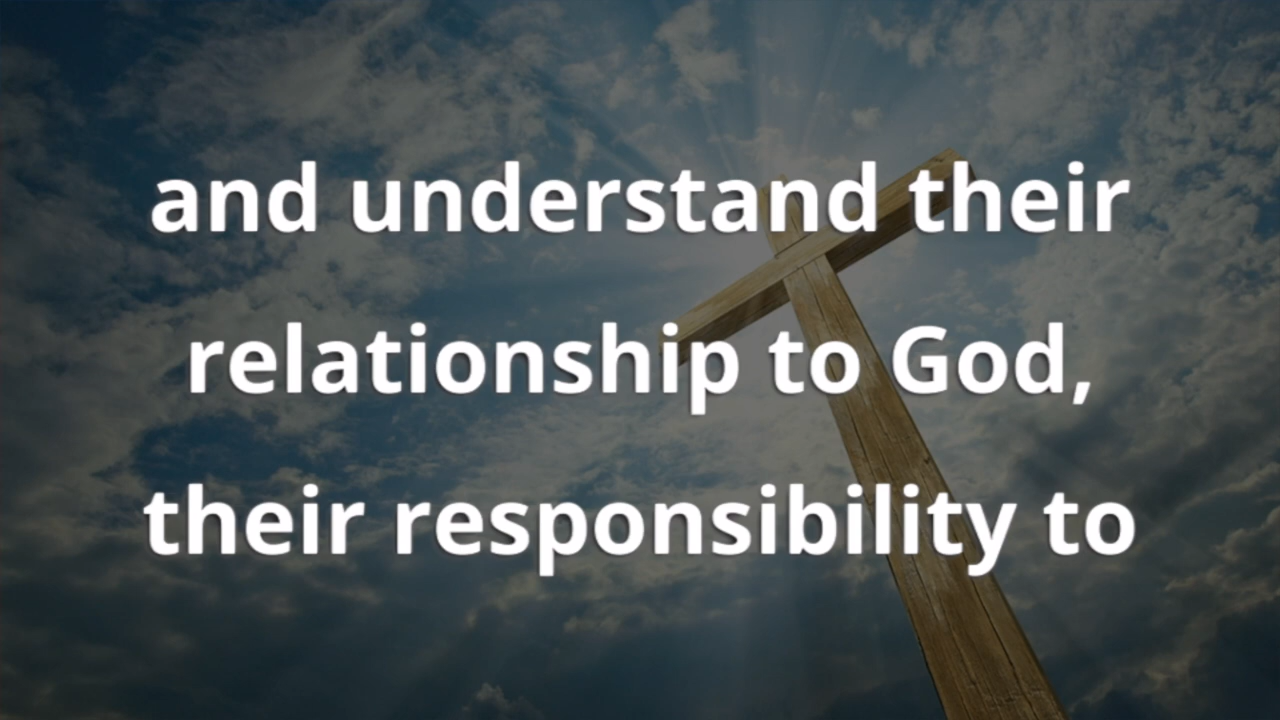 and understand their
relationship to God,
their responsibility to